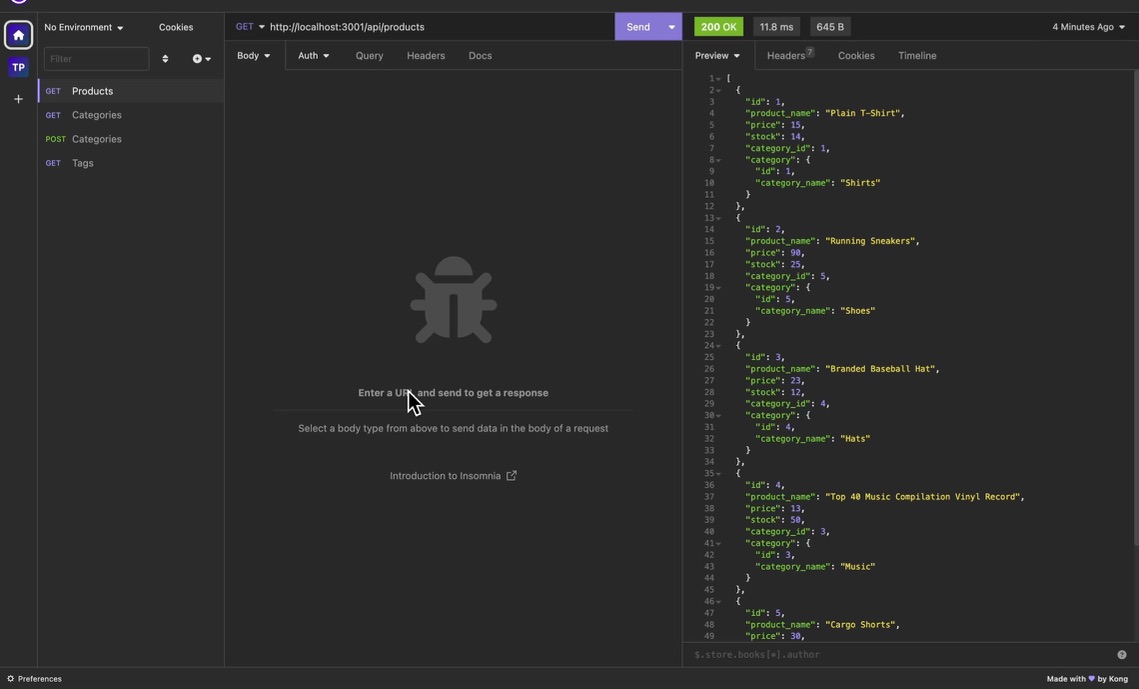 No Environment
Cookies
GET http://localhost:3001/api/products
Send
200 OK
11.8 ms
645 B
4 Minutes Ago
TP
Filter
GET Products
GET Categories
POST Categories
GET Tags
Body
Auth
Query
Headers
Docs
Enter a URL and send to get a response
Select a body type from above to send data in the body of a request
Introduction to Insomnia
Preview
Headers 7
Cookies
Timeline
1 [
2 {
3 "id": 1,
4 "product_name": "Plain T-Shirt",
5 "price": 15,
6 "stock": 14,
7 "category_id": 1,
8 "category": {
9 "id": 1,
10 "category_name": "Shirts"
11 }
12 },
13 {
14 "id": 2,
15 "product_name": "Running Sneakers",
16 "price": 90,
17 "stock": 25,
18 "category_id": 5,
19 "category": {
20 "id": 5,
21 "category_name": "Shoes"
22 }
23 },
24 {
25 "id": 3,
26 "product_name": "Branded Baseball Hat",
27 "price": 23,
28 "stock": 12,
29 "category_id": 4,
30 "category": {
31 "id": 4,
32 "category_name": "Hats"
33 }
34 },
35 {
36 "id": 4,
37 "product_name": "Top 40 Music Compilation Vinyl Record",
38 "price": 13,
39 "stock": 50,
40 "category_id": 3,
41 "category": {
42 "id": 3,
43 "category_name": "Music"
44 }
45 },
46 {
47 "id": 5,
48 "product_name": "Cargo Shorts",
49 "price": 30,
$.store.books[*].author
Preferences
Made with ♥ by Kong